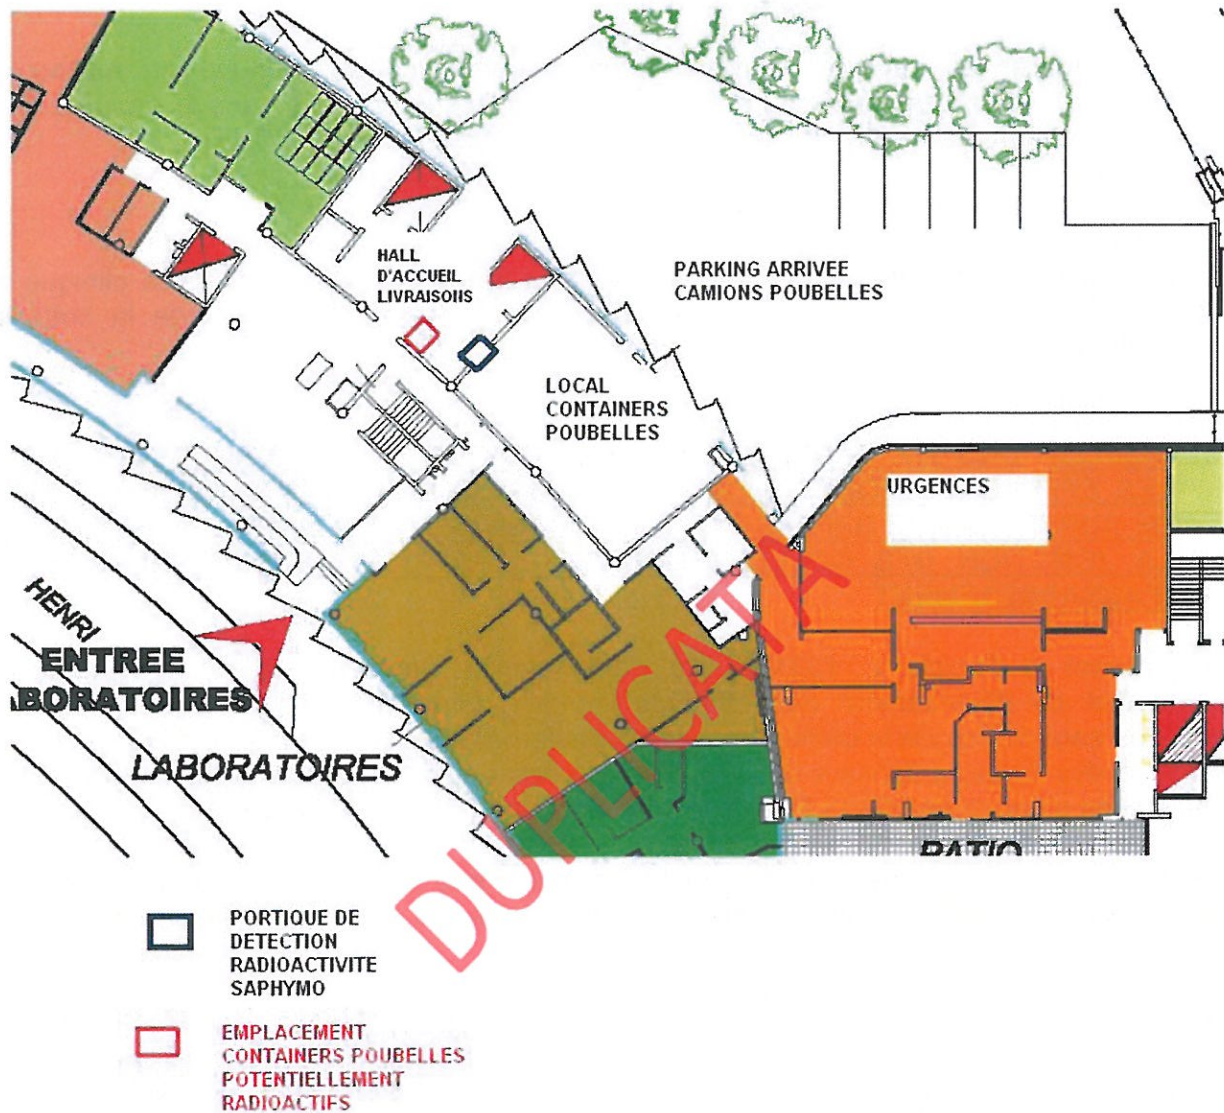 HALL
D'ACCUEIL
LIVRAISONS
PARKING ARRIVEE
CAMIONS POUBELLES
LOCAL
CONTAINERS
POUBELLES
URGENCES
HENRI
ENTREE
ABORATOIRES
LABORATOIRES
PATIO
DUPLICATA
PORTIQUE DE
DETECTION
RADIOACTIVITE
SAPHYMO
EMPLACEMENT
CONTAINERS POUBELLES
POTENTIELLEMENT
RADIOACTIFS